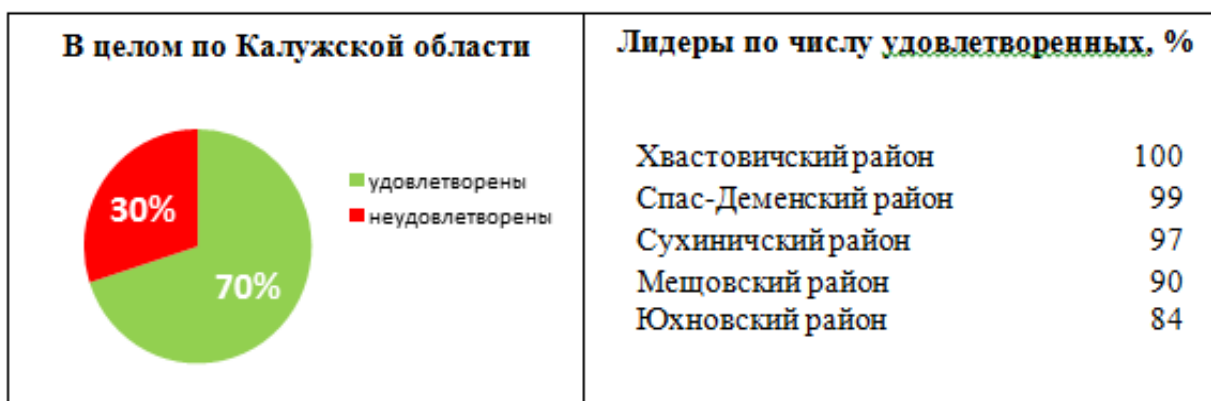 В целом по Калужской области
30%
70%
удовлетворены
неудовлетворены
Лидеры по числу удовлетворенных, %
Хвастовичский район 100
Спас-Деменский район 99
Сухиничский район 97
Мещовский район 90
Юхновский район 84